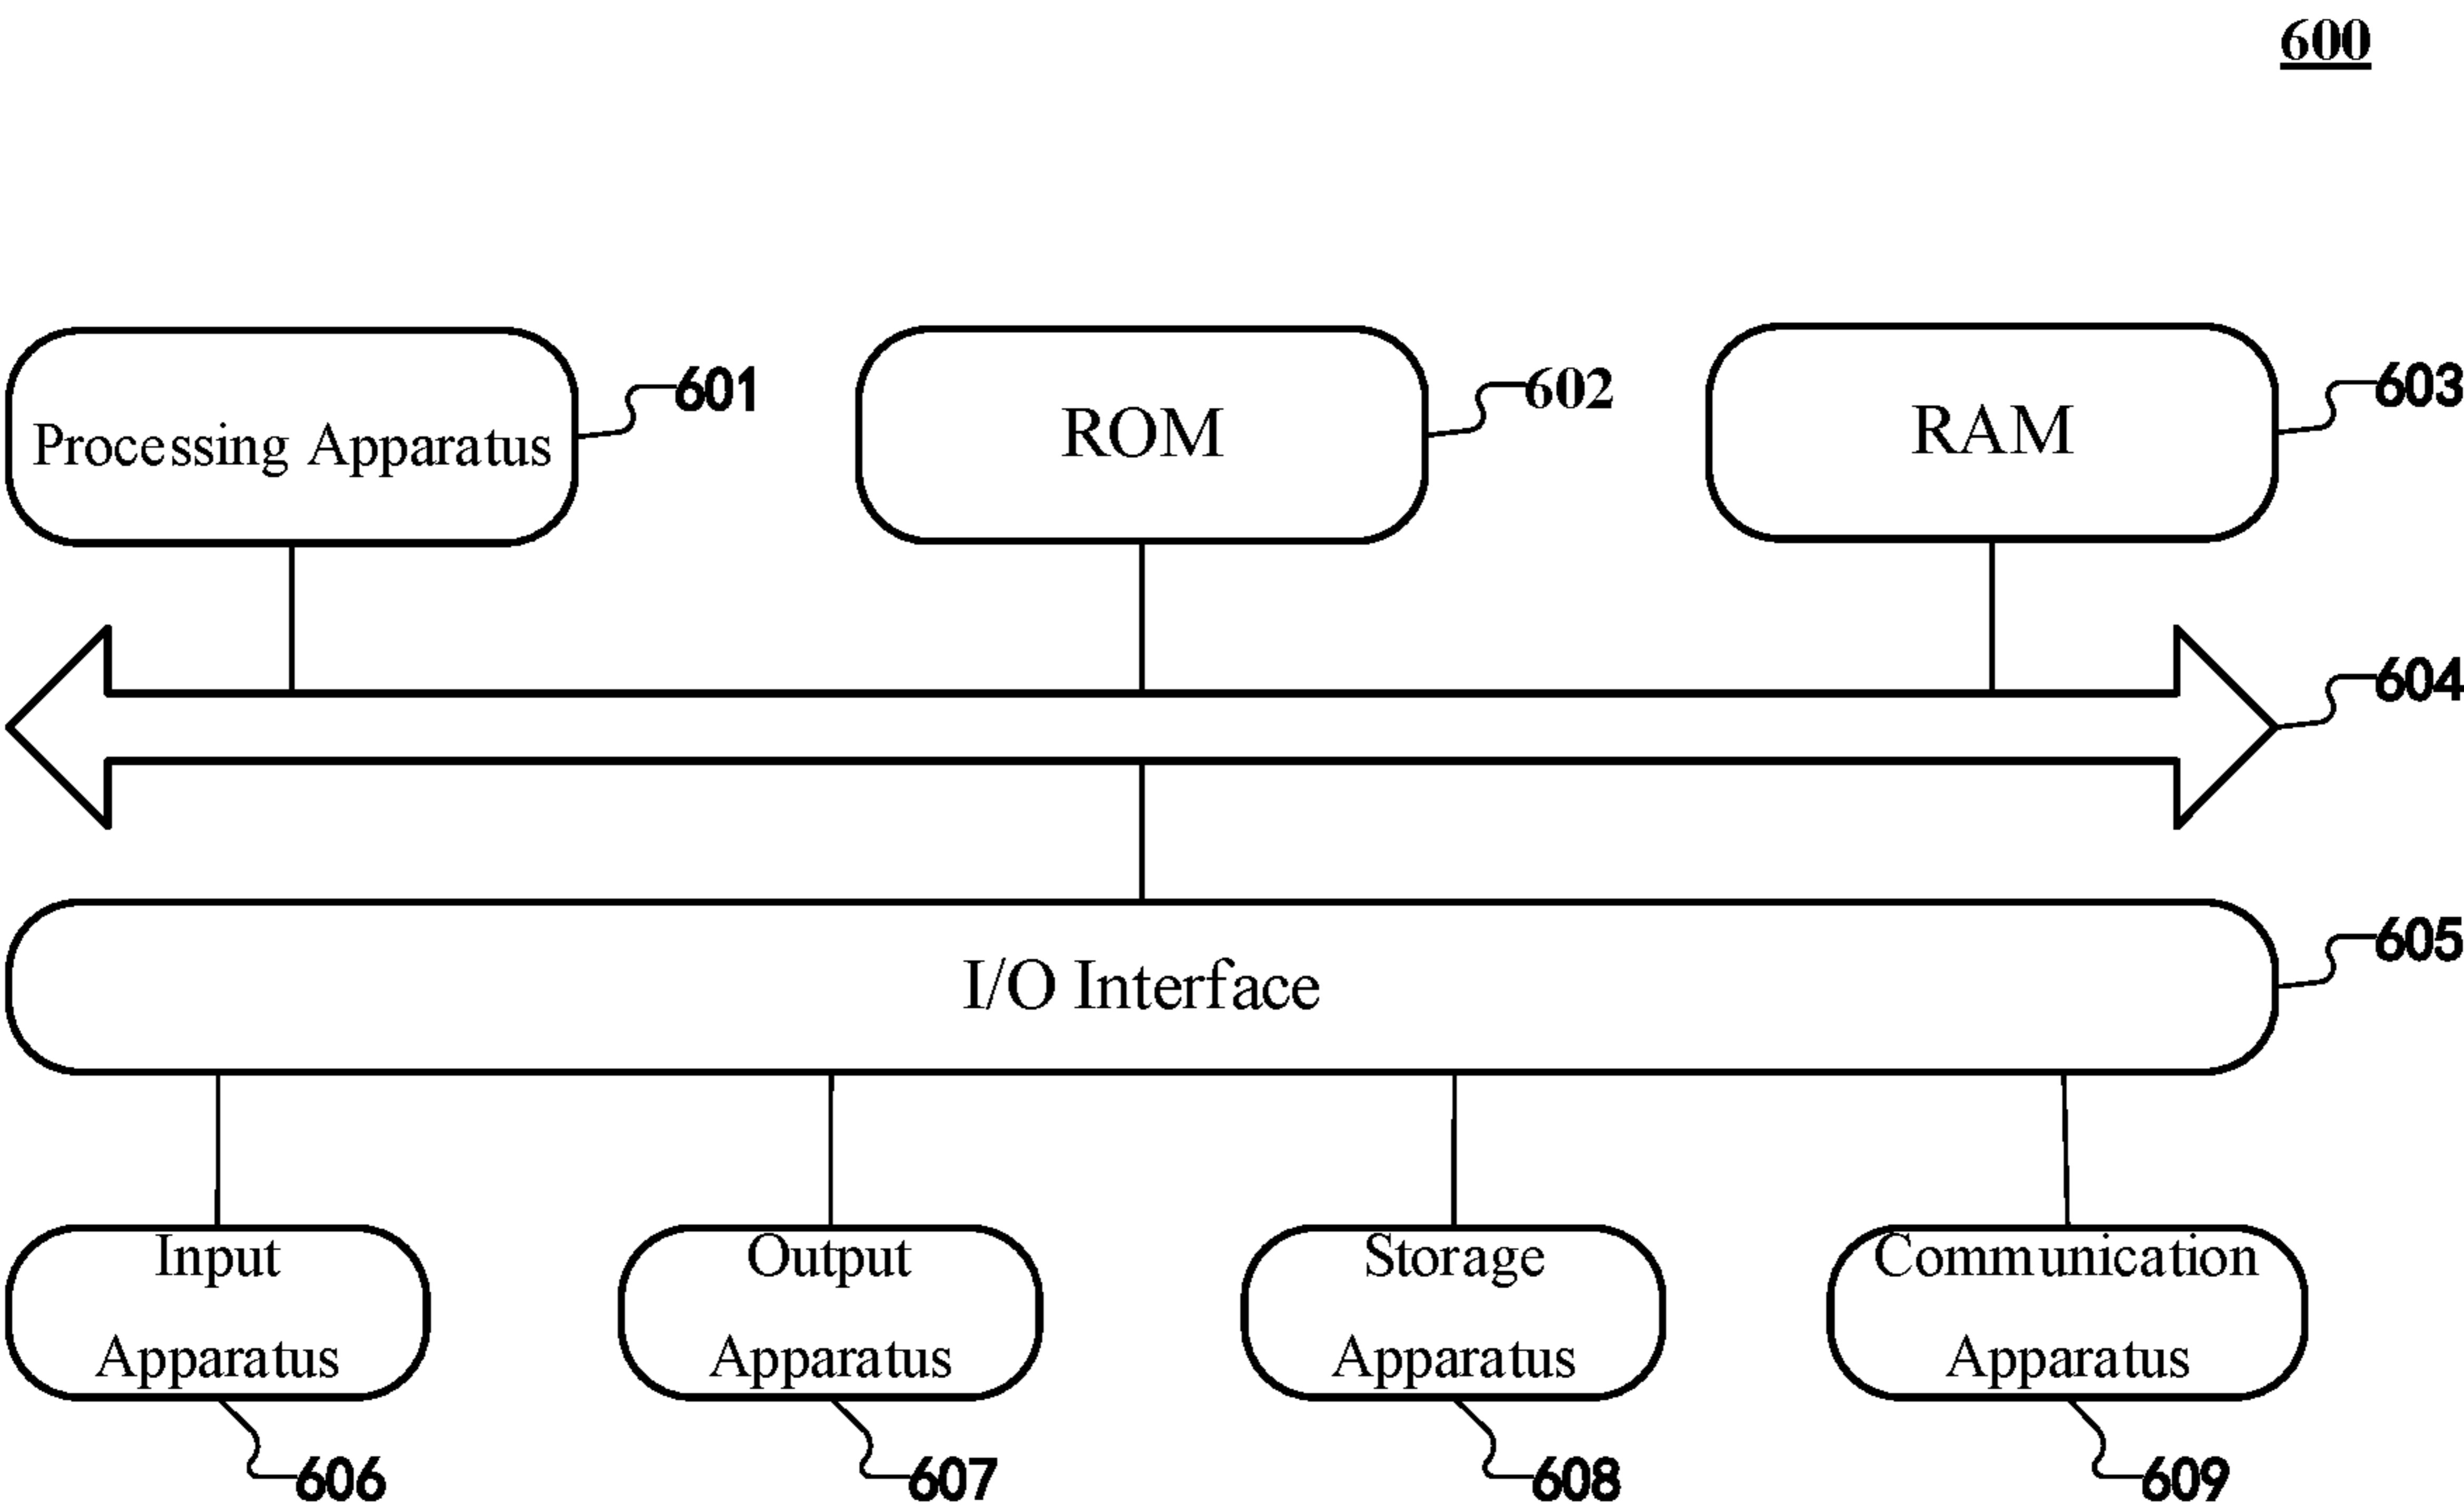 600
Processing Apparatus
601
ROM
602
RAM
603
604
I/O Interface
605
Input
Apparatus
606
Output
Apparatus
607
Storage
Apparatus
608
Communication
Apparatus
609